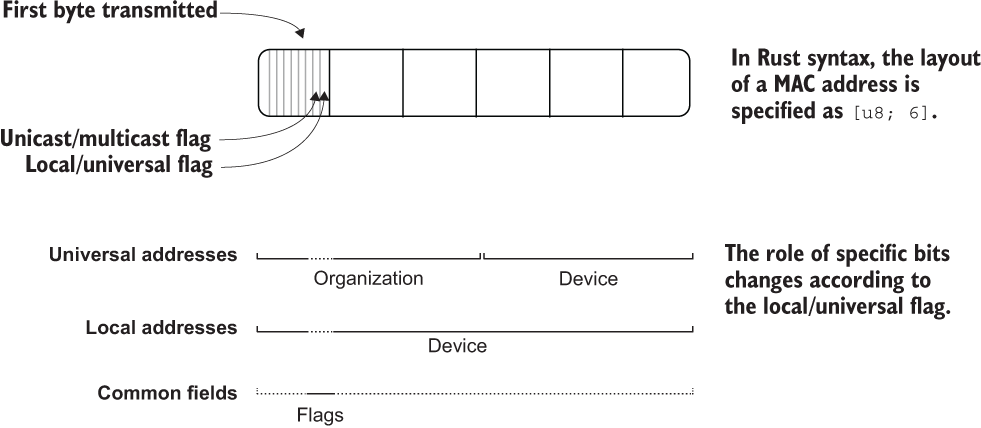 First byte transmitted
In Rust syntax, the layout
of a MAC address is
specified as [u8; 6].
Unicast/multicast flag
Local/universal flag
Universal addresses
Organization
Device
The role of specific bits
changes according to
the local/universal flag.
Local addresses
Device
Common fields
Flags